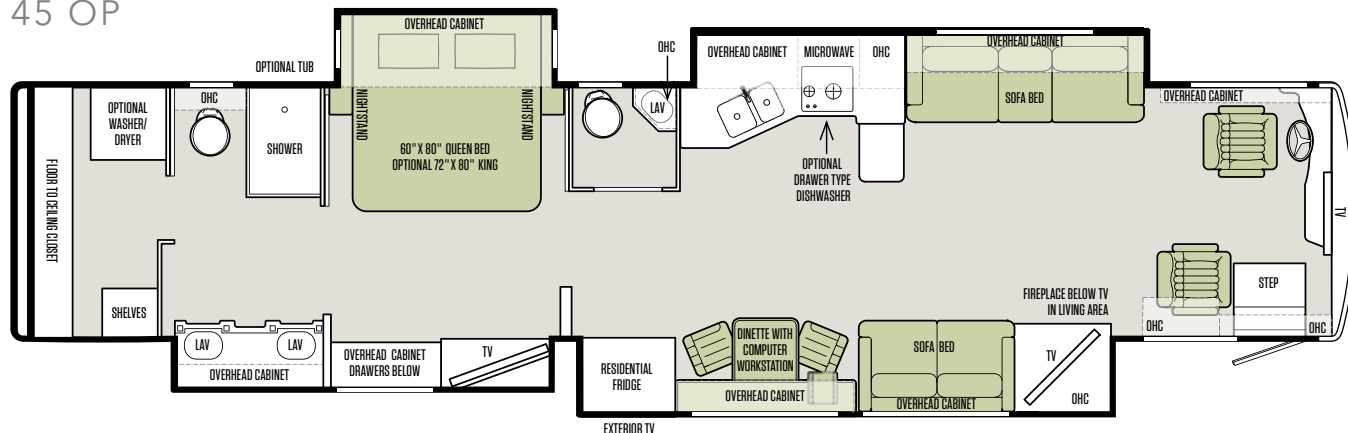 45 OP
OPTIONAL TUB
OVERHEAD CABINET
OHC
OVERHEAD CABINET
MICROWAVE
OHC
OVERHEAD CABINET
SOFA BED
OVERHEAD CABINET
FLOOR TO CEILING CLOSET
OPTIONAL
WASHER/
DRYER
OHC
SHOWER
NIGHTSTAND
NIGHTSTAND
60" X 80" QUEEN BED
OPTIONAL 72" X 80" KING
LAV
OPTIONAL
DRAWER TYPE
DISHWASHER
TV
SHELVES
LAV
LAV
OVERHEAD CABINET
OVERHEAD CABINET
DRAWERS BELOW
TV
RESIDENTIAL
FRIDGE
EXTERIOR TV
DINETTE WITH
COMPUTER
WORKSTATION
OVERHEAD CABINET
SOFA BED
OVERHEAD CABINET
FIREPLACE BELOW TV
IN LIVING AREA
TV
OHC
OHC
STEP
OHC